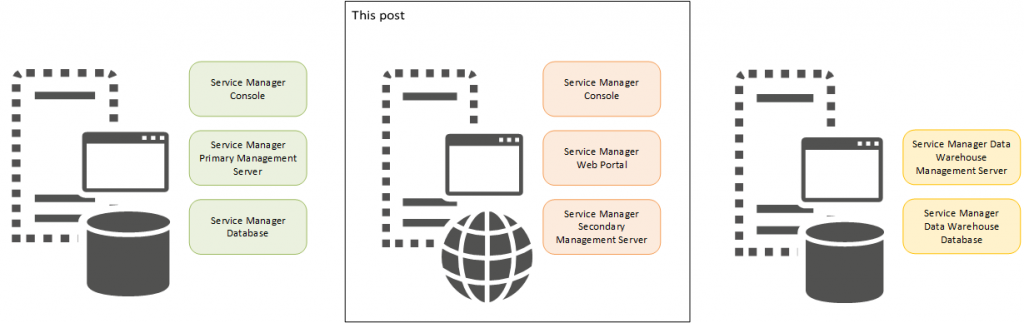 This post
Service Manager
Console
Service Manager
Primary Management
Server
Service Manager
Database
Service Manager
Console
Service Manager
Web Portal
Service Manager
Secondary
Management Server
Service Manager Data
Warehouse
Management Server
Service Manager
Data Warehouse
Database